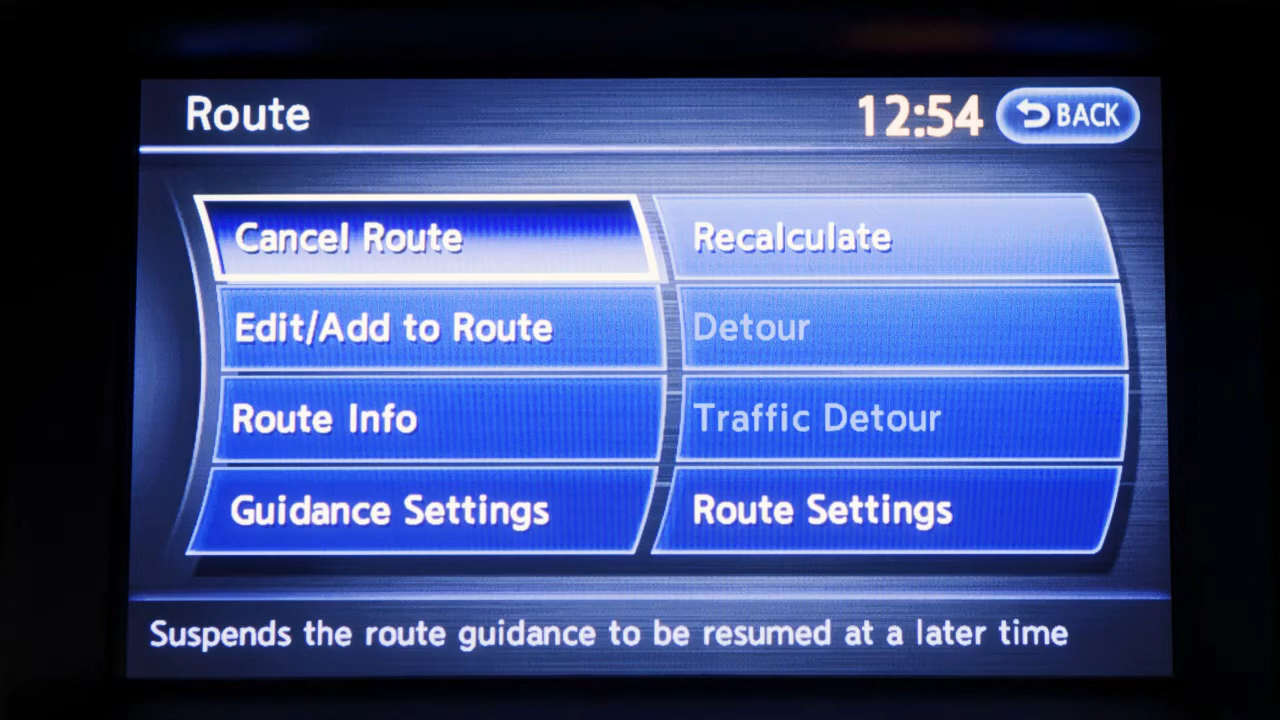 Route
12:54
BACK
Cancel Route
Recalculate
Edit/Add to Route
Detour
Route Info
Traffic Detour
Guidance Settings
Route Settings
Suspends the route guidance to be resumed at a later time